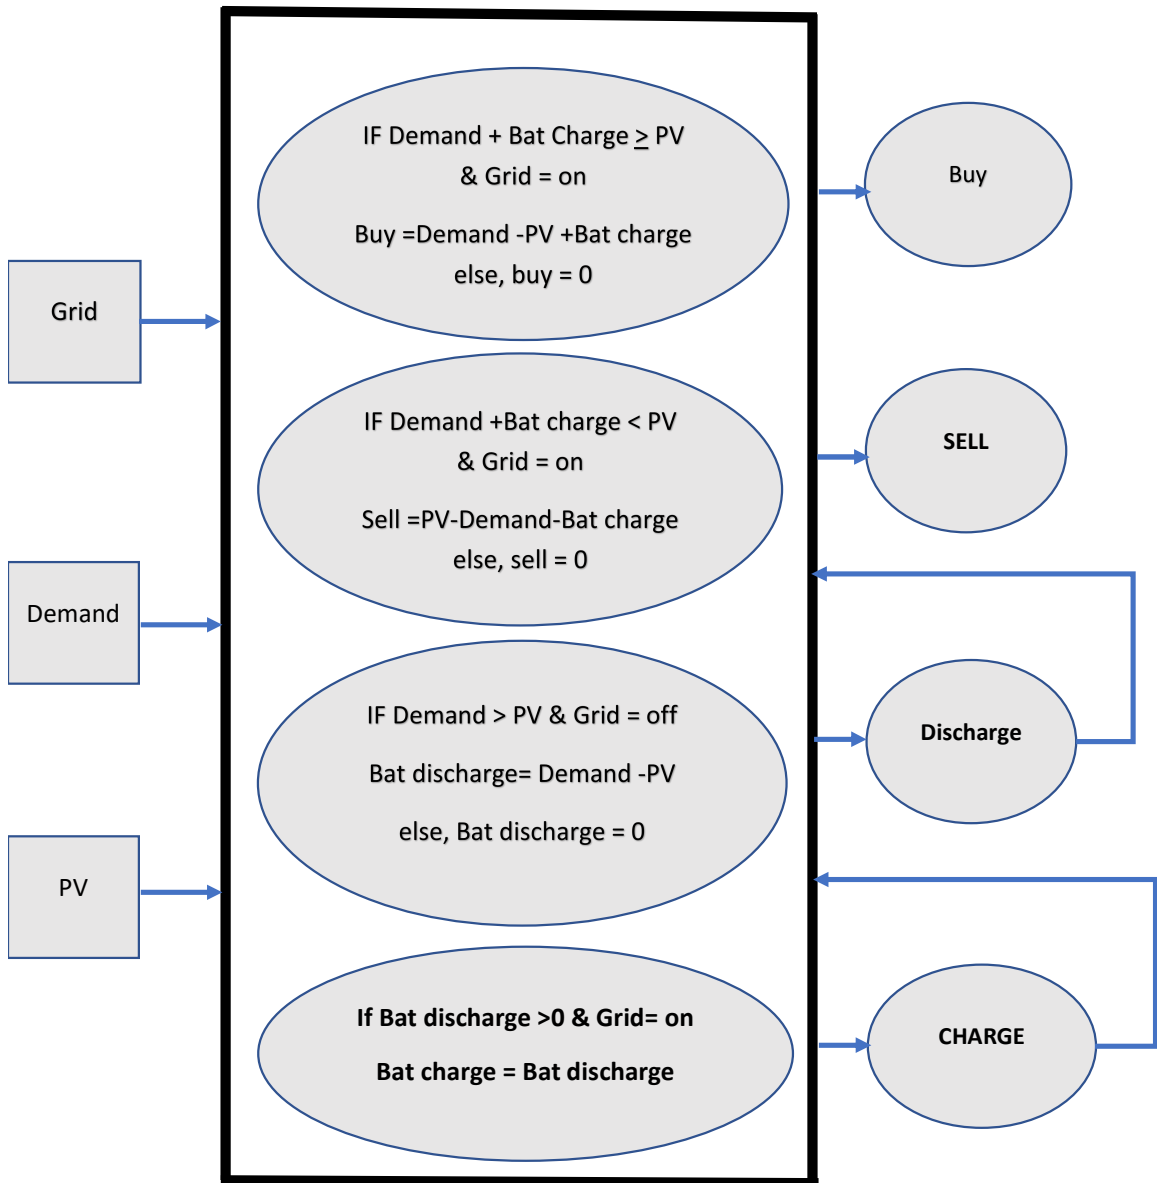 Grid
Demand
PV
IF Demand + Bat Charge ≥ PV
& Grid = on
Buy =Demand -PV +Bat charge
else, buy = 0
IF Demand +Bat charge < PV
& Grid = on
Sell =PV-Demand-Bat charge
else, sell = 0
IF Demand > PV & Grid = off
Bat discharge= Demand -PV
else, Bat discharge = 0
If Bat discharge >0 & Grid= on
Bat charge = Bat discharge
Buy
SELL
Discharge
CHARGE